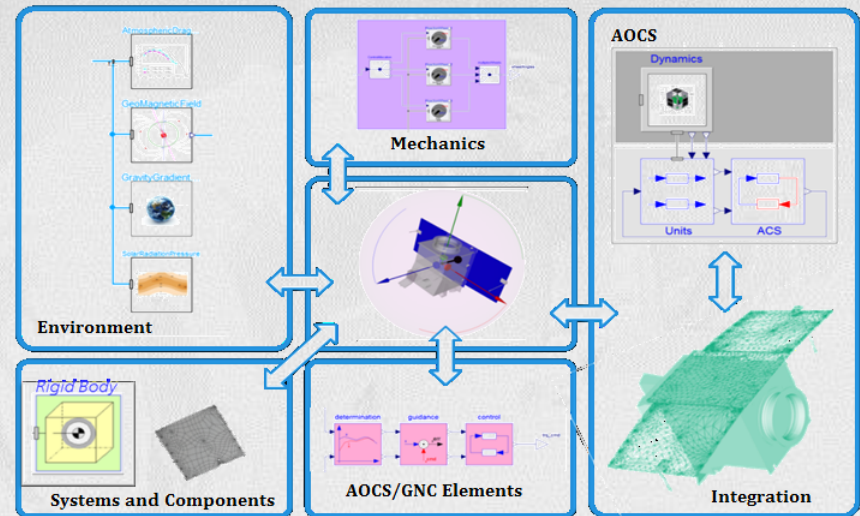 AtmosphericDrag
GeoMagneticField
GravityGradient
SolarRadiationPressure
Environment
Mechanics
AOCS
Dynamics
Units
ACS
Integration
Rigid Body
Systems and Components
determination
guidance
control
AOCS/GNC Elements